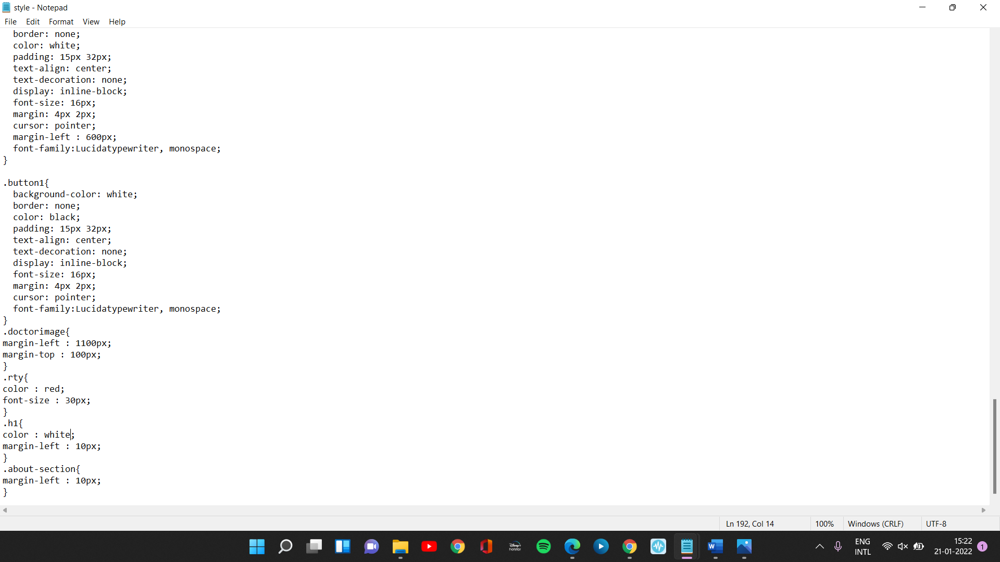 style - Notepad
File Edit Format View Help
border: none;
color: white;
padding: 15px 32px;
text-align: center;
text-decoration: none;
display: inline-block;
font-size: 16px;
margin: 4px 2px;
cursor: pointer;
margin-left : 600px;
font-family:Lucidatypewriter, monospace;
}
.button1{
background-color: white;
border: none;
color: black;
padding: 15px 32px;
text-align: center;
text-decoration: none;
display: inline-block;
font-size: 16px;
margin: 4px 2px;
cursor: pointer;
font-family:Lucidatypewriter, monospace;
}
.doctorimage{
margin-left : 1100px;
margin-top : 100px;
}
.rty{
color : red;
font-size : 30px;
}
.h1{
color : white;
margin-left : 10px;
}
.about-section{
margin-left : 10px;
}
Ln 192, Col 14 100% Windows (CRLF) UTF-8
Disney+ hotstar
W
ENG
INTL
15:22
21-01-2022
1